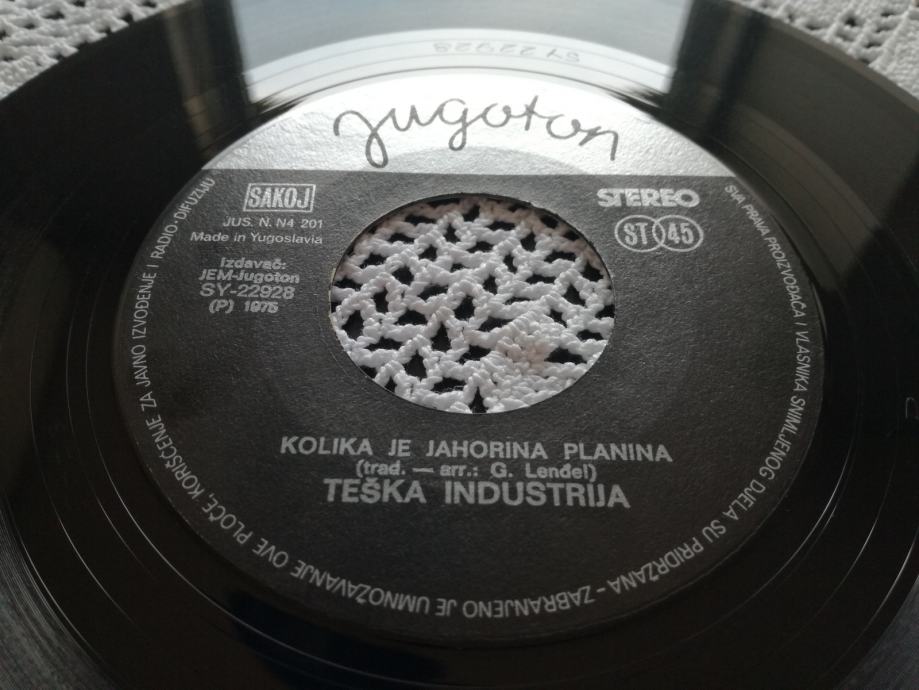 SY 22928
jugoton
SAKOJ
JUS. N. N4 201
Made in Yugoslavia
Izdavač:
JEM-Jugoton
SY-22928
(P) 1975
STEREO
ST 45
KOLIKA JE JAHORINA PLANINA
(trad. — arr.: G. Lenđel)
TEŠKA INDUSTRIJA
SVA PRAVA PROIZVOĐAČA I VLASNIKA SNIMLJENOG DJELA SU PRIDRŽANA - ZABRANJENO JE UMNOŽAVANJE OVE PLOČE, KORIŠĆENJE ZA JAVNO IZVOĐENJE I RADIO-DIFUZIJU